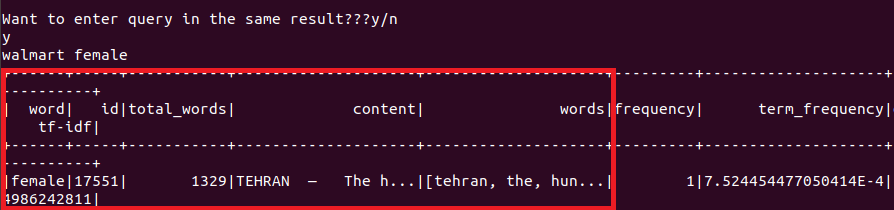 Want to enter query in the same result???y/n
y
walmart female
+------+-----+-----------+--------------------+--------------------+---------+--------------------+
----------+
| word| id|total_words| content| words|frequency| term_frequency|
tf-idf|
+------+-----+-----------+--------------------+--------------------+---------+--------------------+
----------+
|female|17551| 1329|TEHRAN — The h...|[tehran, the, hun...| 1|7.524454477050414E-4|
4986242811|